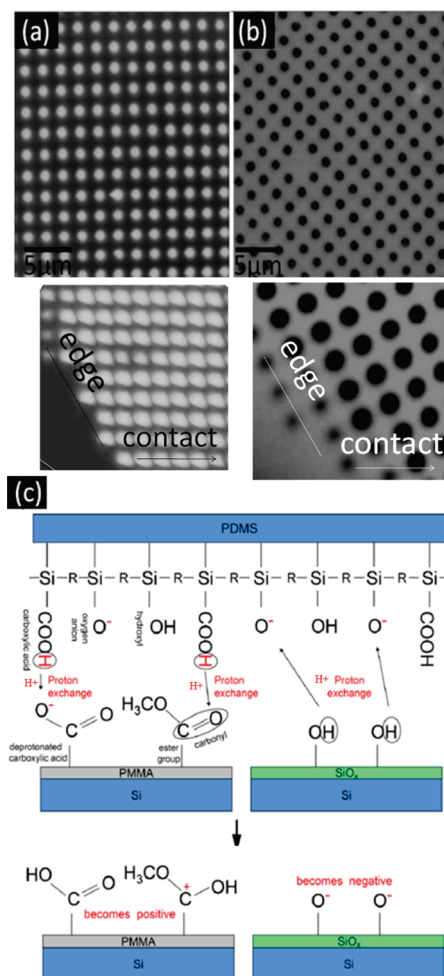 (a)
(b)
5μm
5μm
edge
contact
edge
contact
(c)
PDMS
—Si—R—Si—R—Si—R—Si—R—Si—R—Si—R—Si—R—Si—
carboxylic acid
COOH
oxygen anion
O⁻
hydroxyl
OH
COOH
O⁻
OH
O⁻
COOH
H+ Proton exchange
H+ Proton exchange
H+ Proton exchange
O⁻
C
O
deprotonated carboxylic acid
H₃CO
C
O
carbonyl
ester group
OH
OH
PMMA
Si
SiOₓ
Si
HO
C
O
H₃CO
C
+
OH
becomes positive
becomes negative
O⁻
O⁻
PMMA
Si
SiOₓ
Si